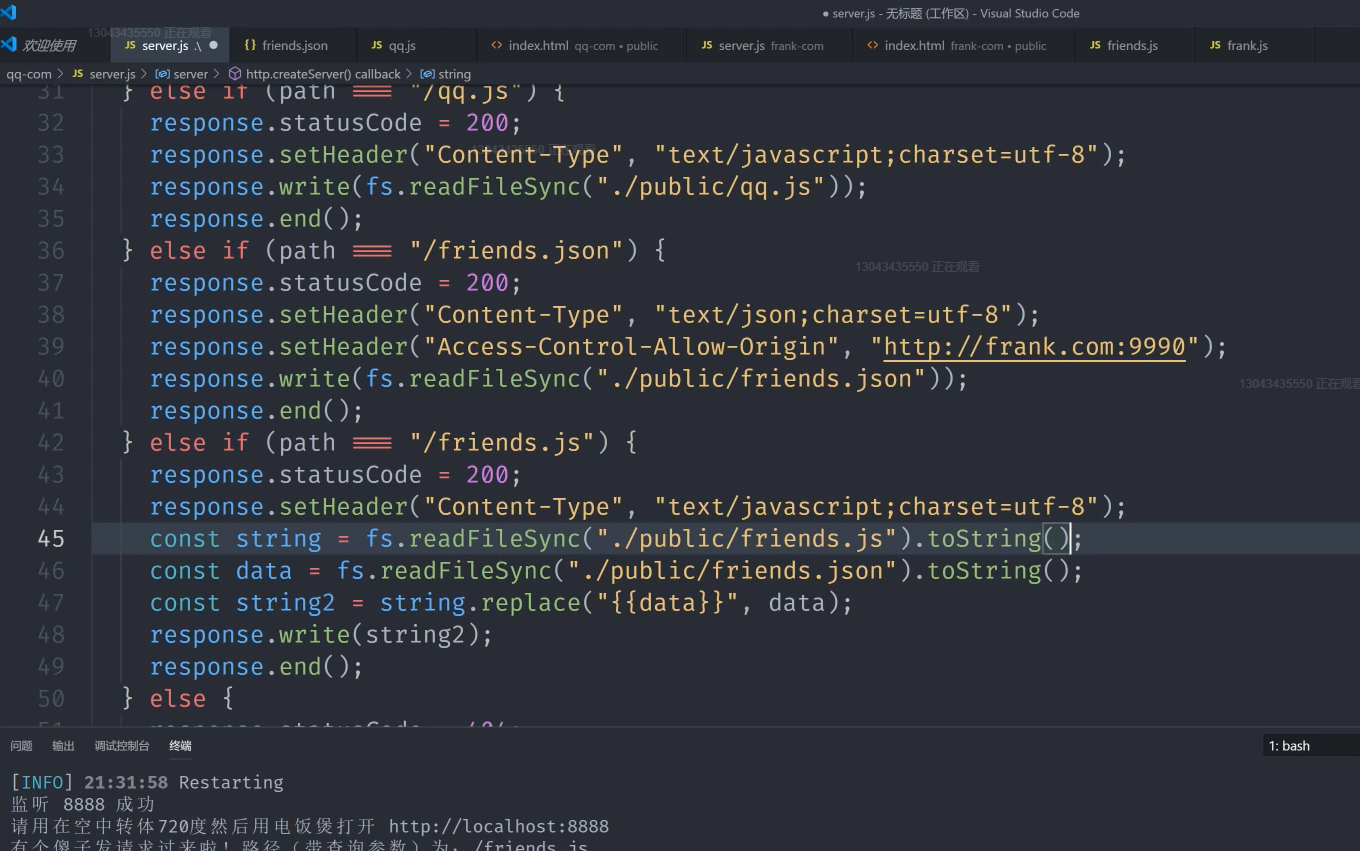 ● server.js - 无标题 (工作区) - Visual Studio Code
13043435550 正在观看
欢迎使用 JS server.js .\ ● {} friends.json JS qq.js <> index.html qq-com • public JS server.js frank-com <> index.html frank-com • public JS friends.js JS frank.js
qq-com > JS server.js > server > http.createServer() callback > string
31 } else if (path === "/qq.js") {
32 response.statusCode = 200;
33 response.setHeader("Content-Type", "text/javascript;charset=utf-8");
13043435550 正在观看
34 response.write(fs.readFileSync("./public/qq.js"));
35 response.end();
36 } else if (path === "/friends.json") {
13043435550 正在观看
37 response.statusCode = 200;
38 response.setHeader("Content-Type", "text/json;charset=utf-8");
39 response.setHeader("Access-Control-Allow-Origin", "http://frank.com:9990");
40 response.write(fs.readFileSync("./public/friends.json"));
13043435550 正在观看
41 response.end();
42 } else if (path === "/friends.js") {
43 response.statusCode = 200;
44 response.setHeader("Content-Type", "text/javascript;charset=utf-8");
45 const string = fs.readFileSync("./public/friends.js").toString();
46 const data = fs.readFileSync("./public/friends.json").toString();
47 const string2 = string.replace("{{data}}", data);
48 response.write(string2);
49 response.end();
50 } else {
51 response.statusCode = 404;
问题 输出 调试控制台 终端 1: bash
[INFO] 21:31:58 Restarting
监听 8888 成功
请用在空中转体720度然后用电饭煲打开 http://localhost:8888
有个傻子发请求过来啦！路径（带查询参数）为：/friends.js